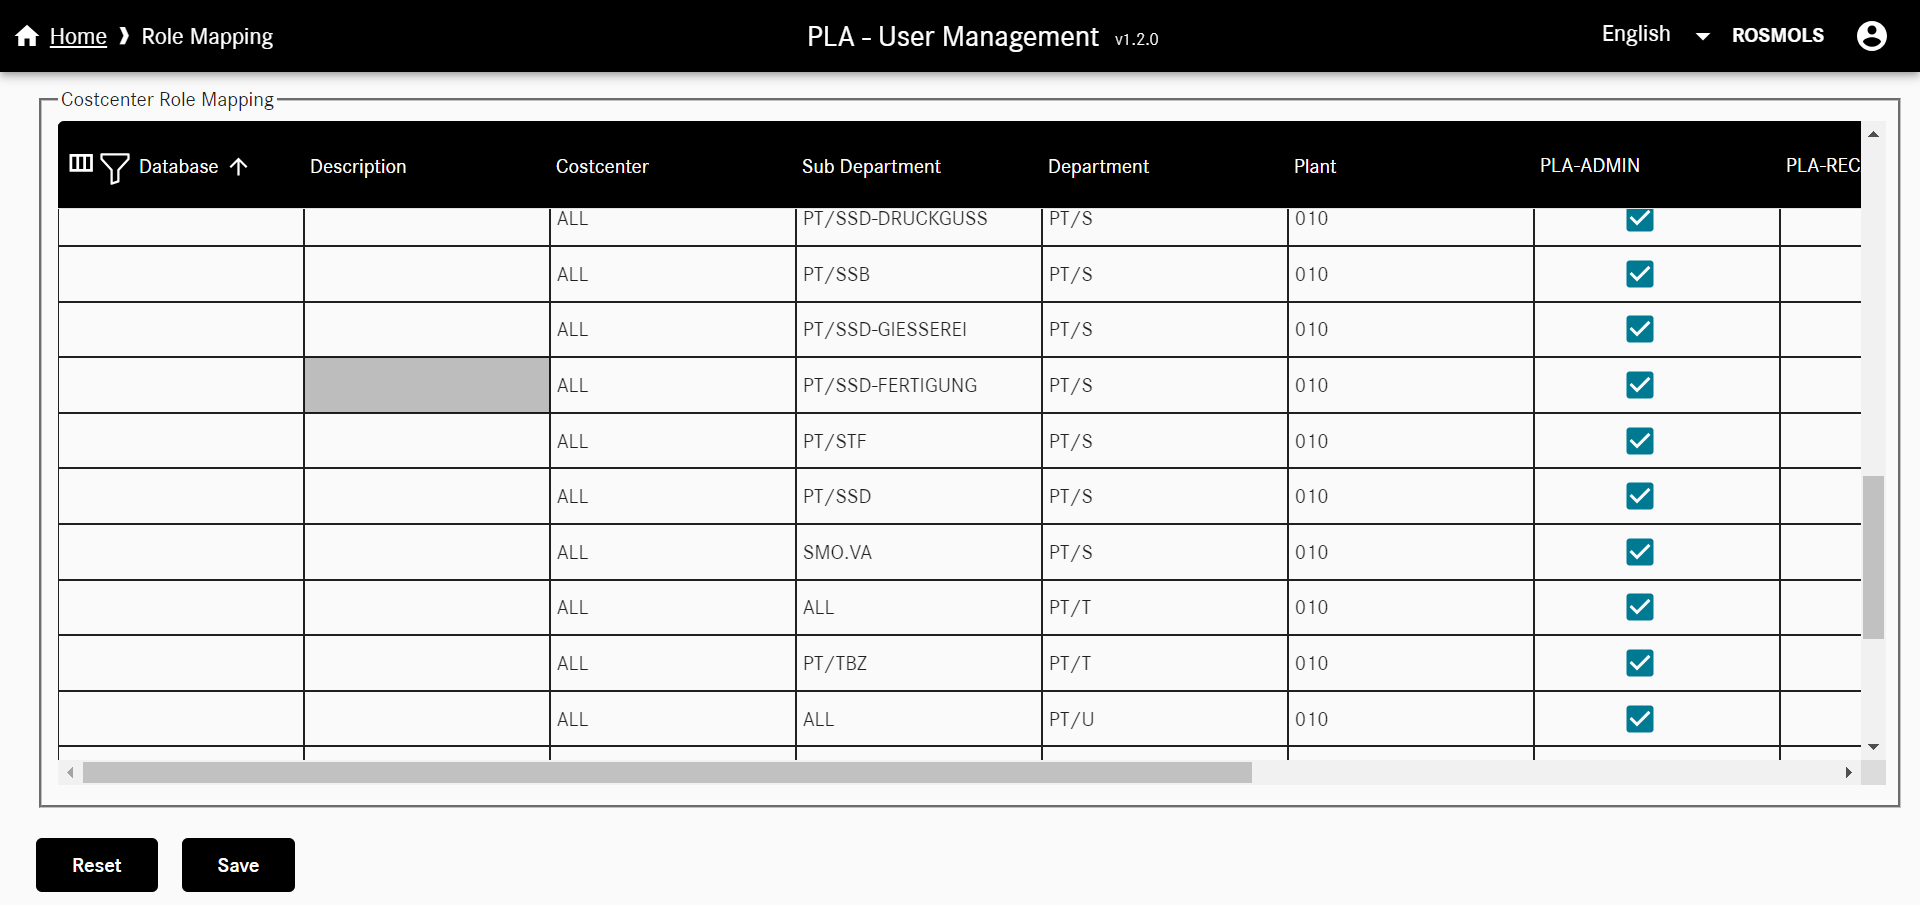 Home ❯ Role Mapping
PLA - User Management v1.2.0
English ROSMOLS
Costcenter Role Mapping
Database Description Costcenter Sub Department Department Plant PLA-ADMIN PLA-REC
ALL PT/SSD-DRUCKGUSS PT/S 010
ALL PT/SSB PT/S 010
ALL PT/SSD-GIESSEREI PT/S 010
ALL PT/SSD-FERTIGUNG PT/S 010
ALL PT/STF PT/S 010
ALL PT/SSD PT/S 010
ALL SMO.VA PT/S 010
ALL ALL PT/T 010
ALL PT/TBZ PT/T 010
ALL ALL PT/U 010
Reset Save